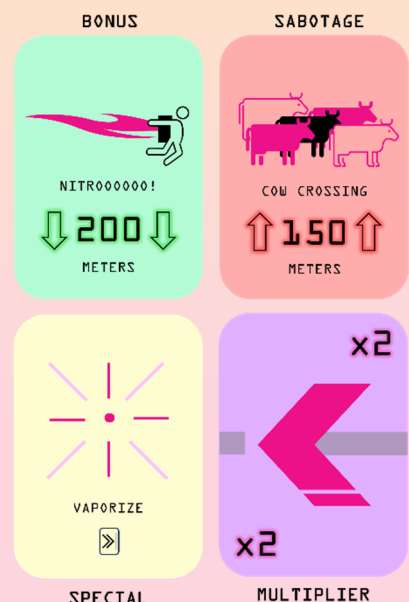 BONUS
SABOTAGE
NITROOOOOO!
200
METERS
COW CROSSING
150
METERS
VAPORIZE
x2
x2
SPECIAL
MULTIPLIER